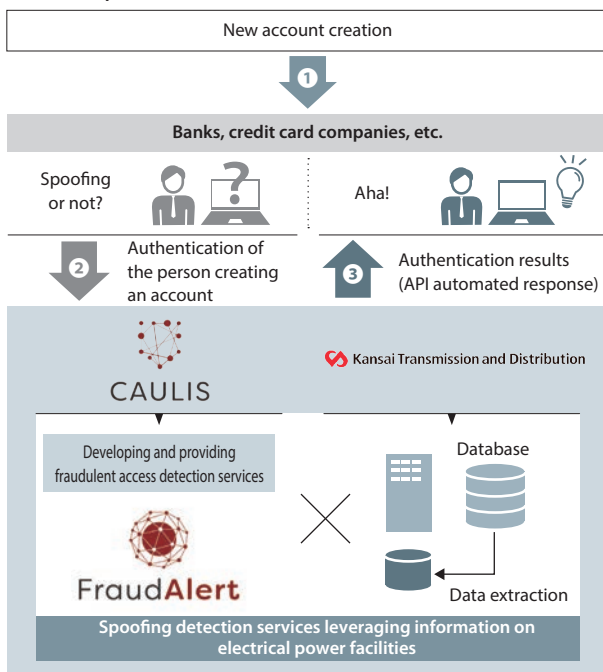 New account creation
1
Banks, credit card companies, etc.
Spoofing
or not?
?
Aha!
2
Authentication of
the person creating
an account
3
Authentication results
(API automated response)
CAULIS
Kansai Transmission and Distribution
Developing and providing
fraudulent access detection services
FraudAlert
Database
Data extraction
Spoofing detection services leveraging information on
electrical power facilities